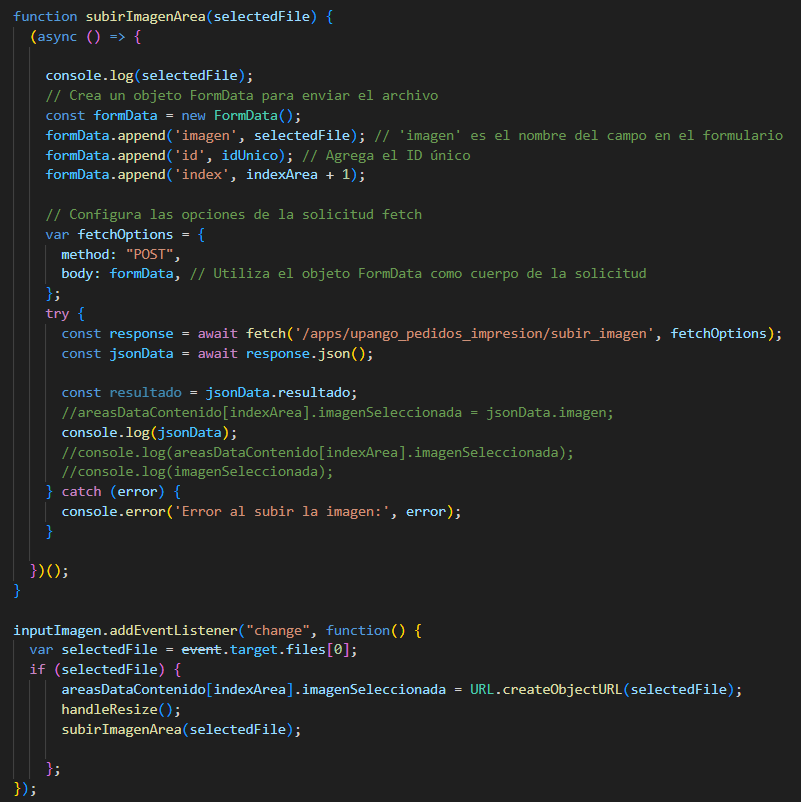 function subirImagenArea(selectedFile) {
(async () => {
console.log(selectedFile);
// Crea un objeto FormData para enviar el archivo
const formData = new FormData();
formData.append('imagen', selectedFile); // 'imagen' es el nombre del campo en el formulario
formData.append('id', idUnico); // Agrega el ID único
formData.append('index', indexArea + 1);
// Configura las opciones de la solicitud fetch
var fetchOptions = {
method: "POST",
body: formData, // Utiliza el objeto FormData como cuerpo de la solicitud
};
try {
const response = await fetch('/apps/upango_pedidos_impresion/subir_imagen', fetchOptions);
const jsonData = await response.json();
const resultado = jsonData.resultado;
//areasDataContenido[indexArea].imagenSeleccionada = jsonData.imagen;
console.log(jsonData);
//console.log(areasDataContenido[indexArea].imagenSeleccionada);
//console.log(imagenSeleccionada);
} catch (error) {
console.error('Error al subir la imagen:', error);
}
})();
}
inputImagen.addEventListener("change", function() {
var selectedFile = event.target.files[0];
if (selectedFile) {
areasDataContenido[indexArea].imagenSeleccionada = URL.createObjectURL(selectedFile);
handleResize();
subirImagenArea(selectedFile);
};
});